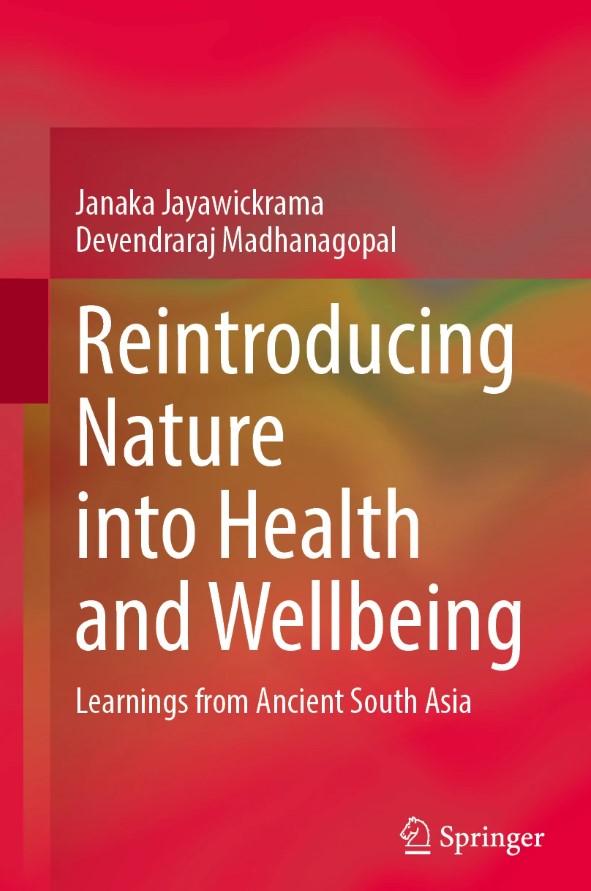 Janaka Jayawickrama
Devendraraj Madhanagopal
Reintroducing
Nature
into Health
and Wellbeing
Learnings from Ancient South Asia
Springer